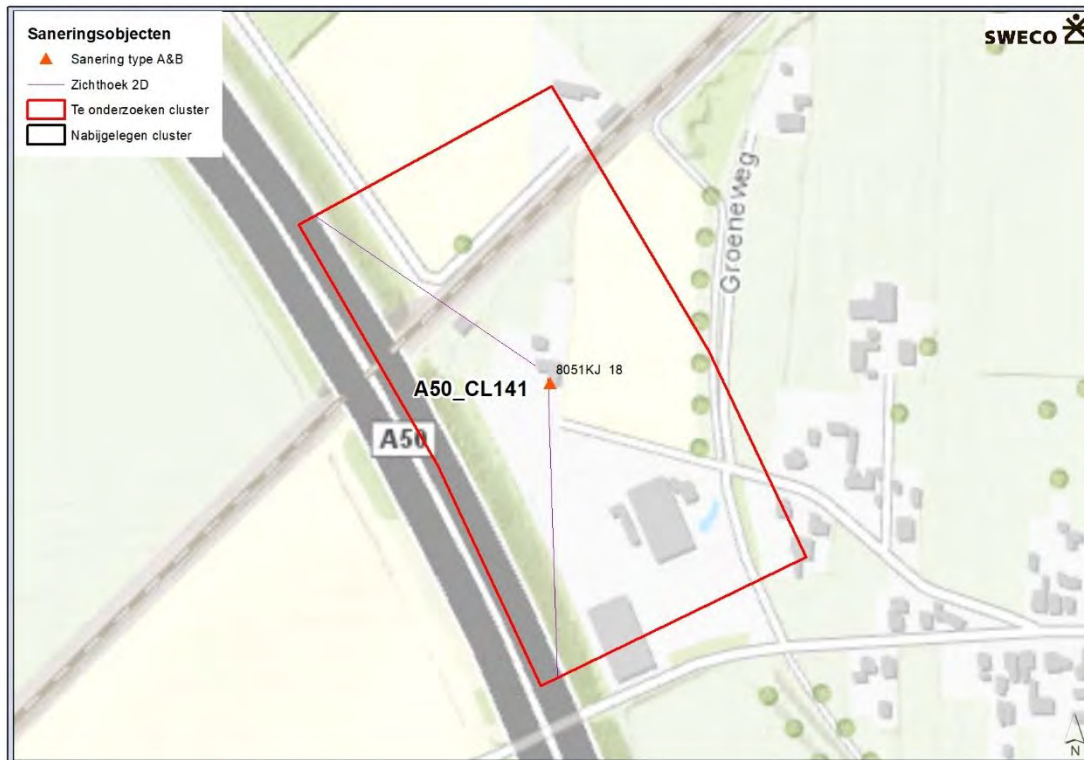 Saneringsobjecten
Sanering type A&B
Zichthoek 2D
Te onderzoeken cluster
Nabijgelegen cluster
SWECO
Groeneweg
8051KJ 18
A50_CL141
A50
N